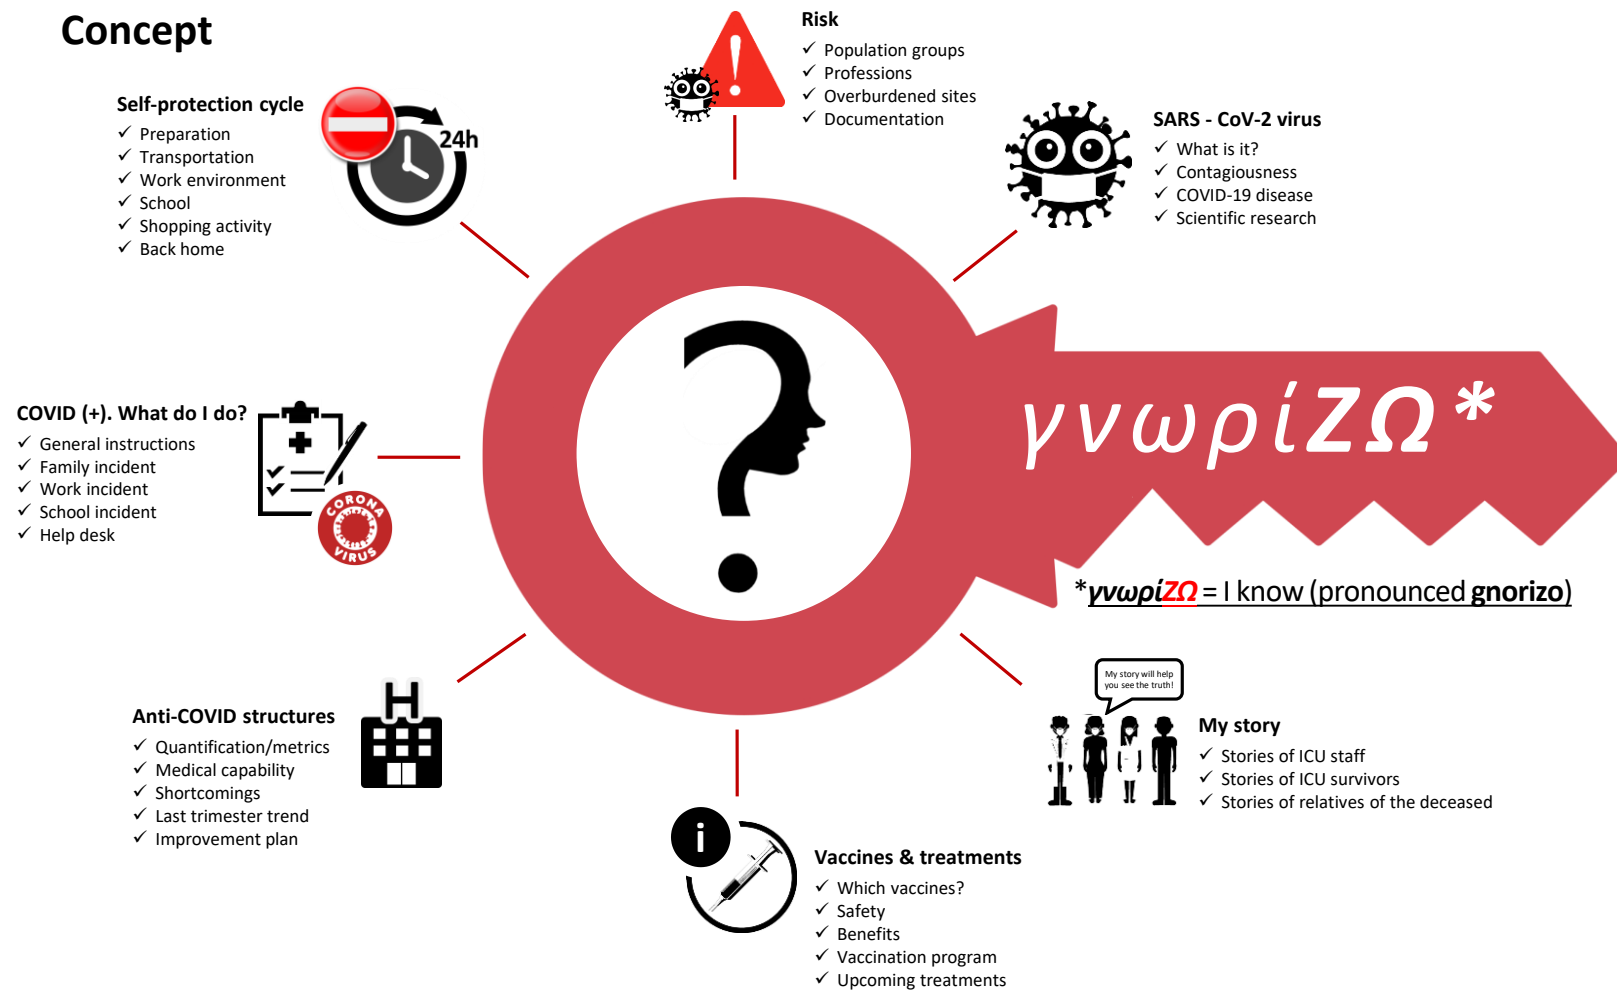 Concept
Risk
✓ Population groups
✓ Professions
✓ Overburdened sites
✓ Documentation
Self-protection cycle
✓ Preparation
✓ Transportation
✓ Work environment
✓ School
✓ Shopping activity
✓ Back home
24h
SARS - CoV-2 virus
✓ What is it?
✓ Contagiousness
✓ COVID-19 disease
✓ Scientific research
COVID (+). What do I do?
✓ General instructions
✓ Family incident
✓ Work incident
✓ School incident
✓ Help desk
CORONA
VIRUS
?
γνωρίΖΩ*
*γνωρίΖΩ = I know (pronounced gnorizo)
Anti-COVID structures
✓ Quantification/metrics
✓ Medical capability
✓ Shortcomings
✓ Last trimester trend
✓ Improvement plan
H
My story will help
you see the truth!
My story
✓ Stories of ICU staff
✓ Stories of ICU survivors
✓ Stories of relatives of the deceased
i
Vaccines & treatments
✓ Which vaccines?
✓ Safety
✓ Benefits
✓ Vaccination program
✓ Upcoming treatments